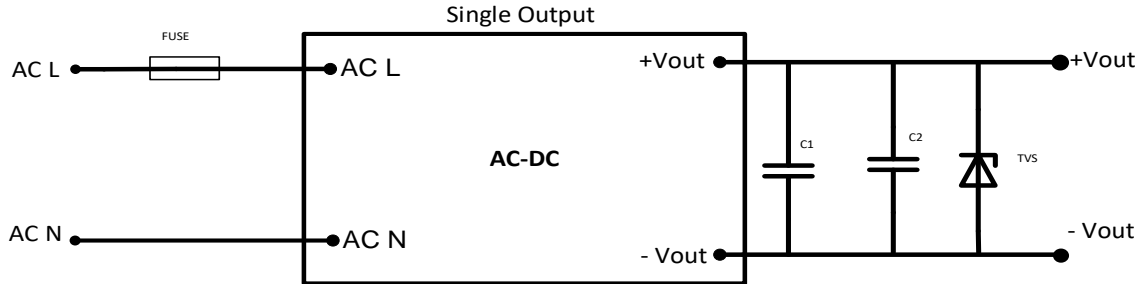 Single Output
FUSE
AC L
AC L
+Vout
+Vout
C1
C2
TVS
AC-DC
AC N
AC N
- Vout
- Vout